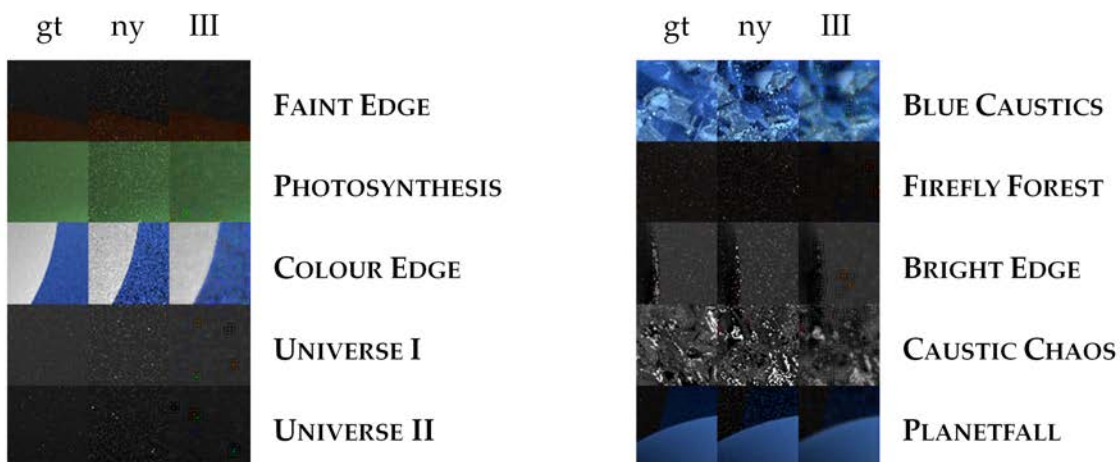 gt ny III
FAINT EDGE
PHOTOSYNTHESIS
COLOUR EDGE
UNIVERSE I
UNIVERSE II
gt ny III
BLUE CAUSTICS
FIREFLY FOREST
BRIGHT EDGE
CAUSTIC CHAOS
PLANETFALL